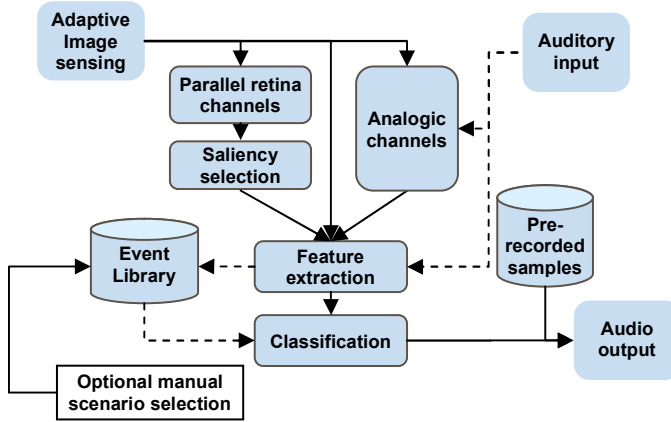 Adaptive
Image
sensing
Auditory
input
Parallel retina
channels
Analogic
channels
Saliency
selection
Pre-
recorded
samples
Event
Library
Feature
extraction
Classification
Audio
output
Optional manual
scenario selection